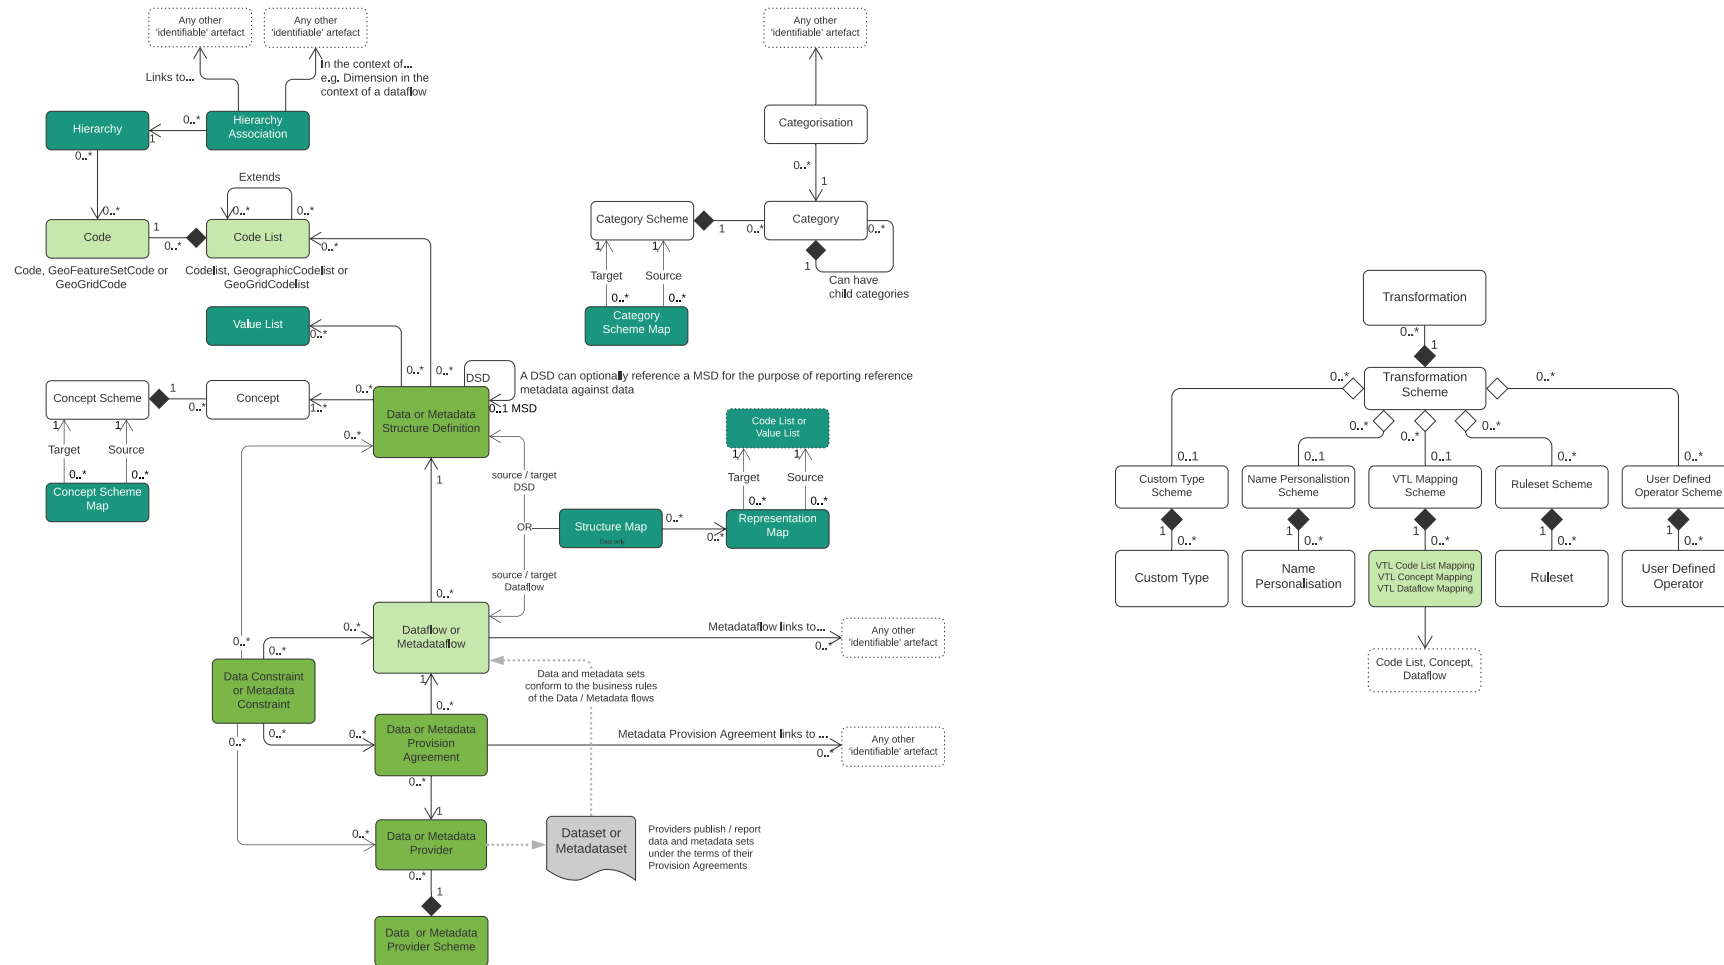 Any other
'identifiable' artefact
Any other
'identifiable' artefact
Any other
'identifiable' artefact
Links to...
In the context of...
e.g. Dimension in the
context of a dataflow
Hierarchy
0..*
1
Hierarchy
Association
0..*
0..*
Extends
0..*
0..*
Code
1
0..*
Code List
0..*
Code, GeoFeatureSetCode or
GeoGridCode
Codelist, GeographicCodelist or
GeoGridCodelist
Value List
0..*
0..*
0..*
Categorisation
0..*
1
Category Scheme
1
0..*
Category
0..*
1
Can have
child categories
1
1
Target
Source
0..*
0..*
Category
Scheme Map
DSD
A DSD can optionally reference a MSD for the purpose of reporting reference
metadata against data
0..1 MSD
Concept Scheme
1
0..*
Concept
1..*
0..*
Data or Metadata
Structure Definition
1
1
Target
Source
0..*
0..*
Concept Scheme
Map
0..*
1
source / target
DSD
OR
source / target
Dataflow
Structure Map
Data only
0..*
0..*
Representation
Map
Code List or
Value List
1
1
Target
Source
0..*
0..*
0..*
Dataflow or
Metadataflow
0..*
Metadataflow links to...
0..*
Any other
'identifiable' artefact
0..*
0..*
Data Constraint
or Metadata
Constraint
0..*
0..*
1
0..*
Data and metadata sets
conform to the business rules
of the Data / Metadata flows
0..*
Data or Metadata
Provision
Agreement
Metadata Provision Agreement links to ...
0..*
Any other
'identifiable' artefact
0..*
1
0..*
Data or Metadata
Provider
Dataset or
Metadataset
Providers publish / report
data and metadata sets
under the terms of their
Provision Agreements
0..*
1
Data or Metadata
Provider Scheme
Transformation
0..*
1
Transformation
Scheme
0..*
0..*
0..*
0..*
0..*
0..1
0..1
0..1
0..*
0..*
Custom Type
Scheme
Name Personalistion
Scheme
VTL Mapping
Scheme
Ruleset Scheme
User Defined
Operator Scheme
1
1
1
1
1
0..*
0..*
0..*
0..*
0..*
Custom Type
Name
Personalisation
VTL Code List Mapping
VTL Concept Mapping
VTL Dataflow Mapping
Ruleset
User Defined
Operator
Code List, Concept,
Dataflow